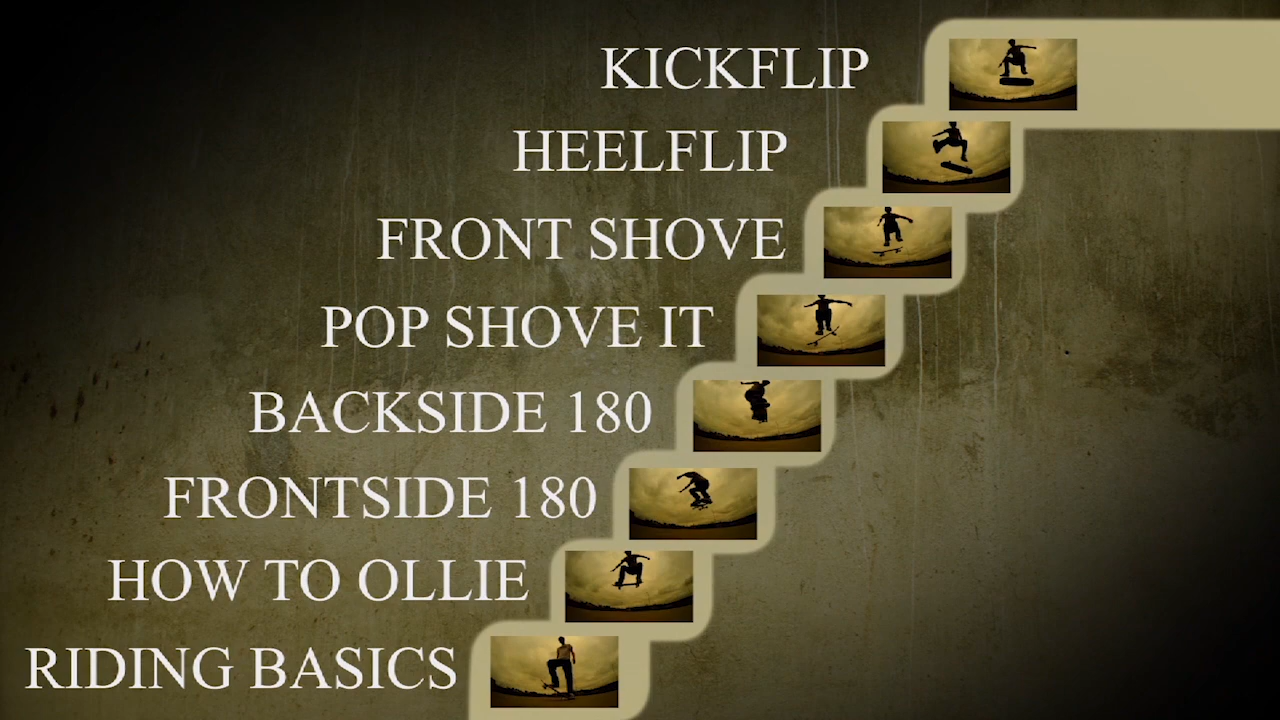 KICKFLIP
HEELFLIP
FRONT SHOVE
POP SHOVE IT
BACKSIDE 180
FRONTSIDE 180
HOW TO OLLIE
RIDING BASICS